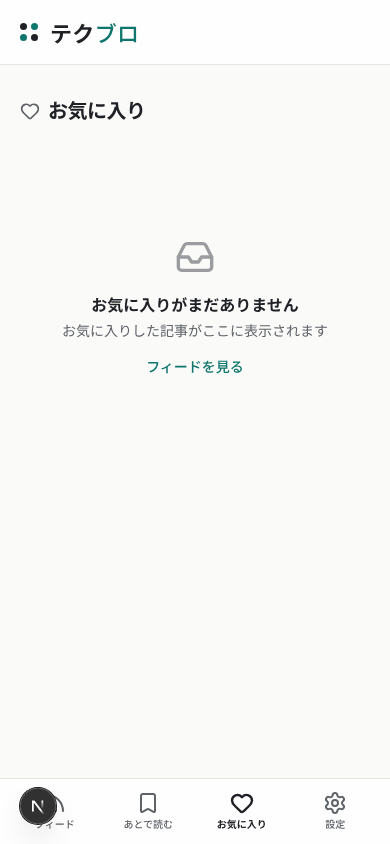 テクブロ
お気に入り
お気に入りがまだありません
お気に入りした記事がここに表示されます
フィードを見る
N
ィード
あとで読む
お気に入り
設定